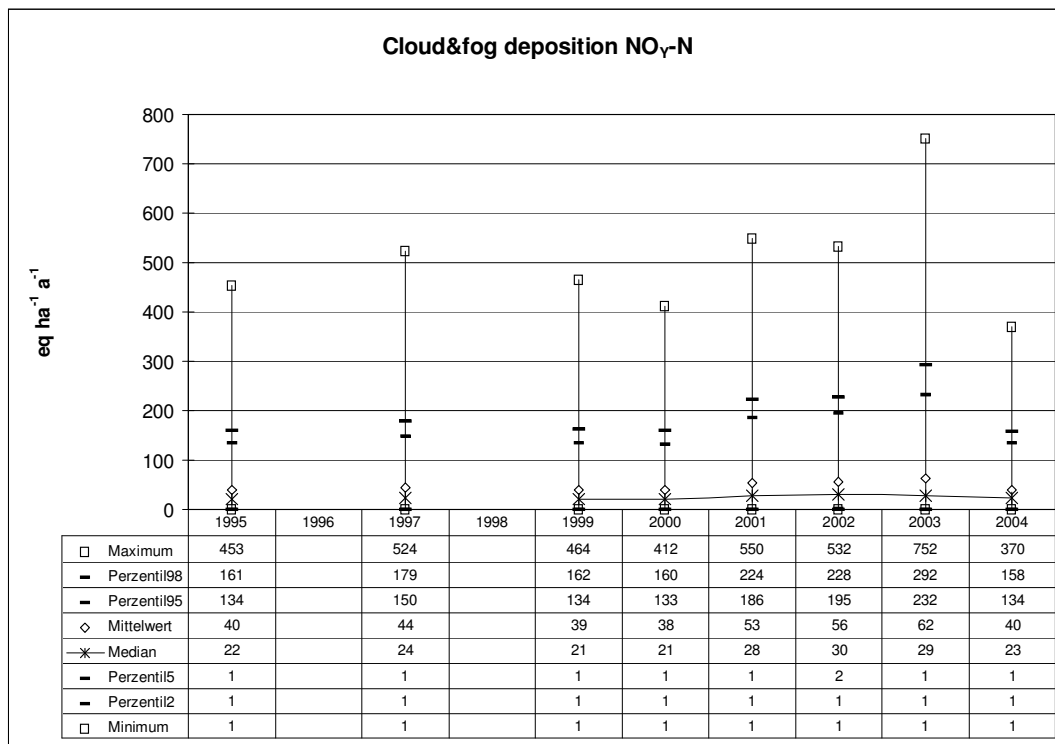 Cloud&fog deposition NOY-N
eq ha-1 a-1
800
700
600
500
400
300
200
100
0
1995 1996 1997 1998 1999 2000 2001 2002 2003 2004
Maximum 453 524 464 412 550 532 752 370
Perzentil98 161 179 162 160 224 228 292 158
Perzentil95 134 150 134 133 186 195 232 134
Mittelwert 40 44 39 38 53 56 62 40
Median 22 24 21 21 28 30 29 23
Perzentil5 1 1 1 1 1 2 1 1
Perzentil2 1 1 1 1 1 1 1 1
Minimum 1 1 1 1 1 1 1 1